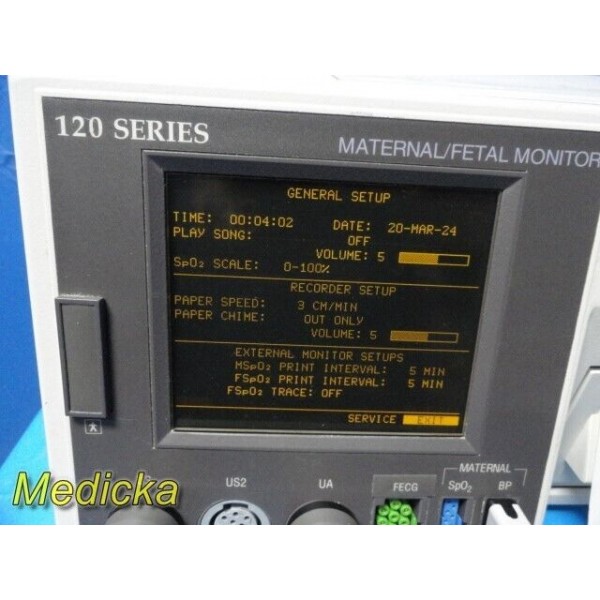 120 SERIES
MATERNAL/FETAL MONITOR
GENERAL SETUP
TIME: 00:04:02 DATE: 20-MAR-24
PLAY SONG: OFF
VOLUME: 5
SpO₂ SCALE: 0-100%
RECORDER SETUP
PAPER SPEED: 3 CM/MIN
PAPER CHIME: OUT ONLY
VOLUME: 5
EXTERNAL MONITOR SETUPS
MSpO₂ PRINT INTERVAL: 5 MIN
FSpO₂ PRINT INTERVAL: 5 MIN
FSpO₂ TRACE: OFF
SERVICE EXIT
MATERNAL
US2 UA FECG SpO₂ BP
Medicka